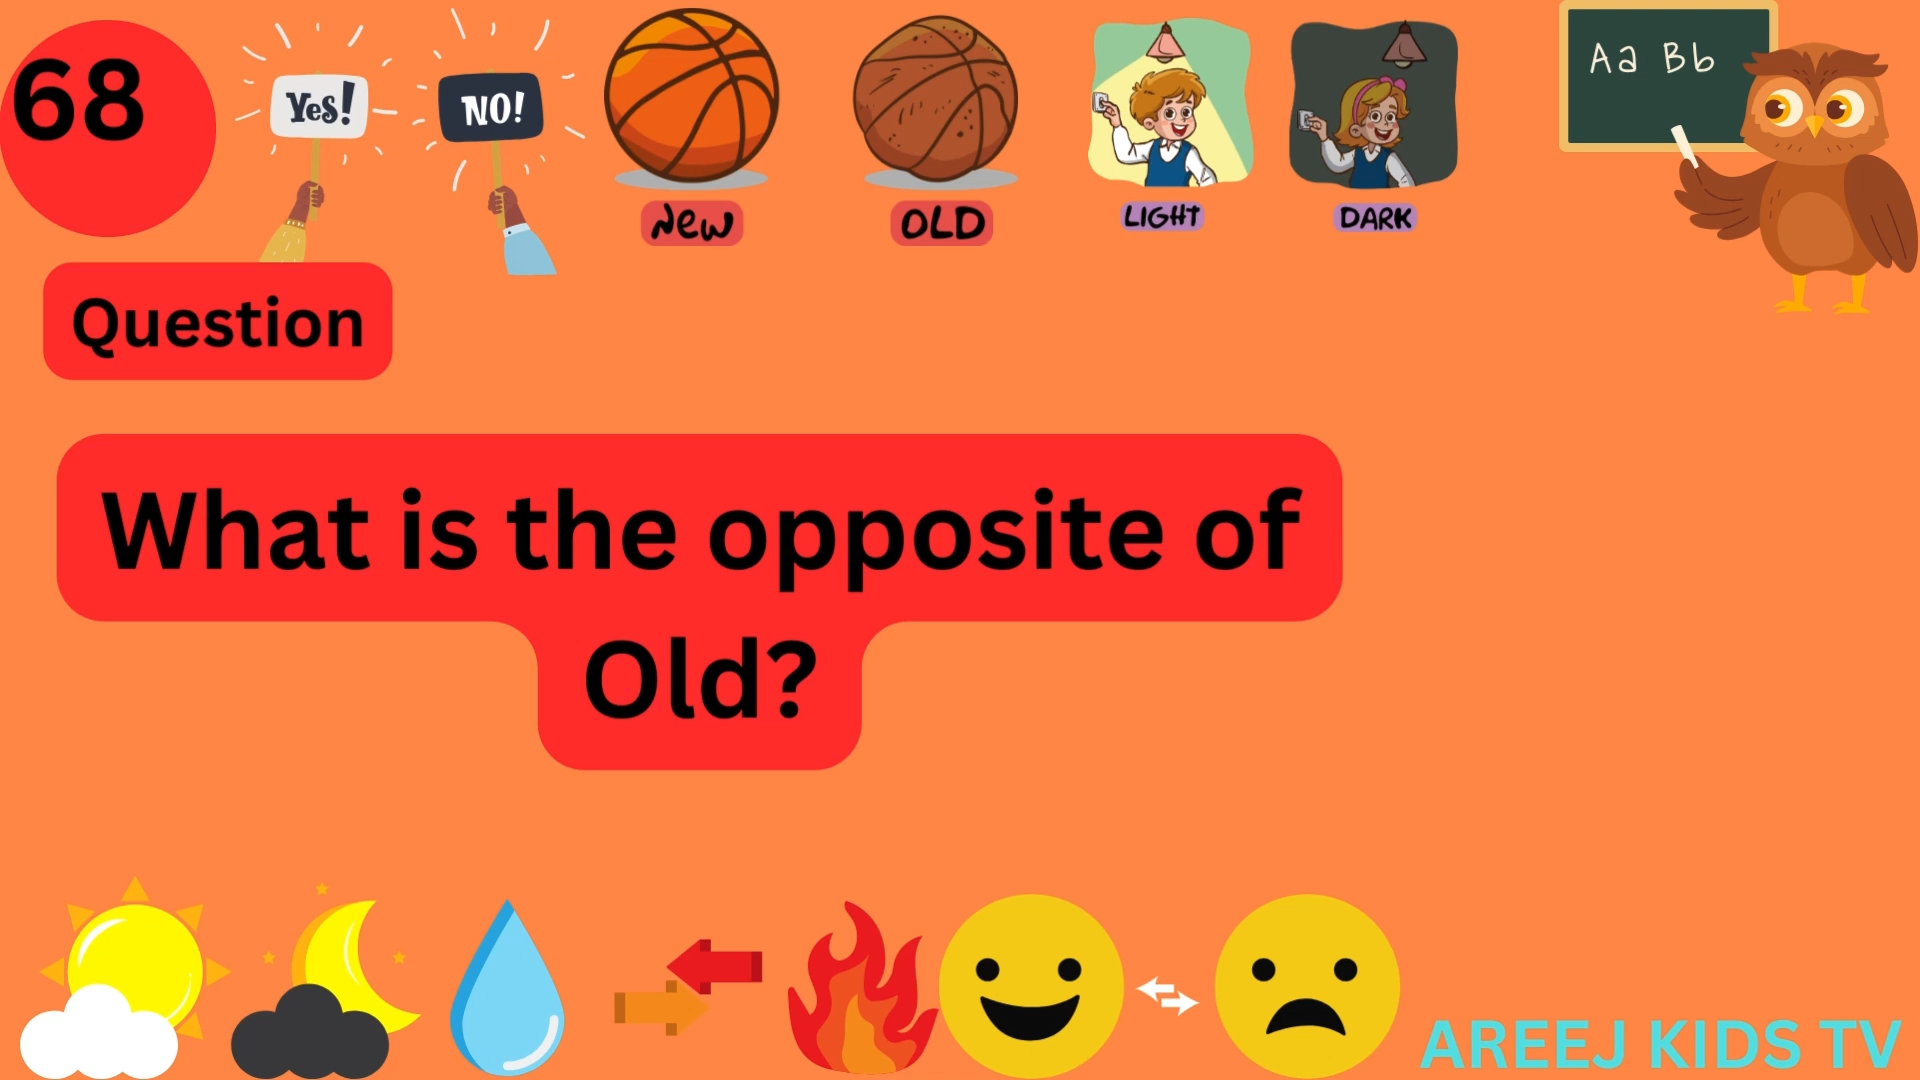 68
Yes!
NO!
New
OLD
LIGHT
DARK
Aa Bb
Question
What is the opposite of
Old?
AREEJ KIDS TV